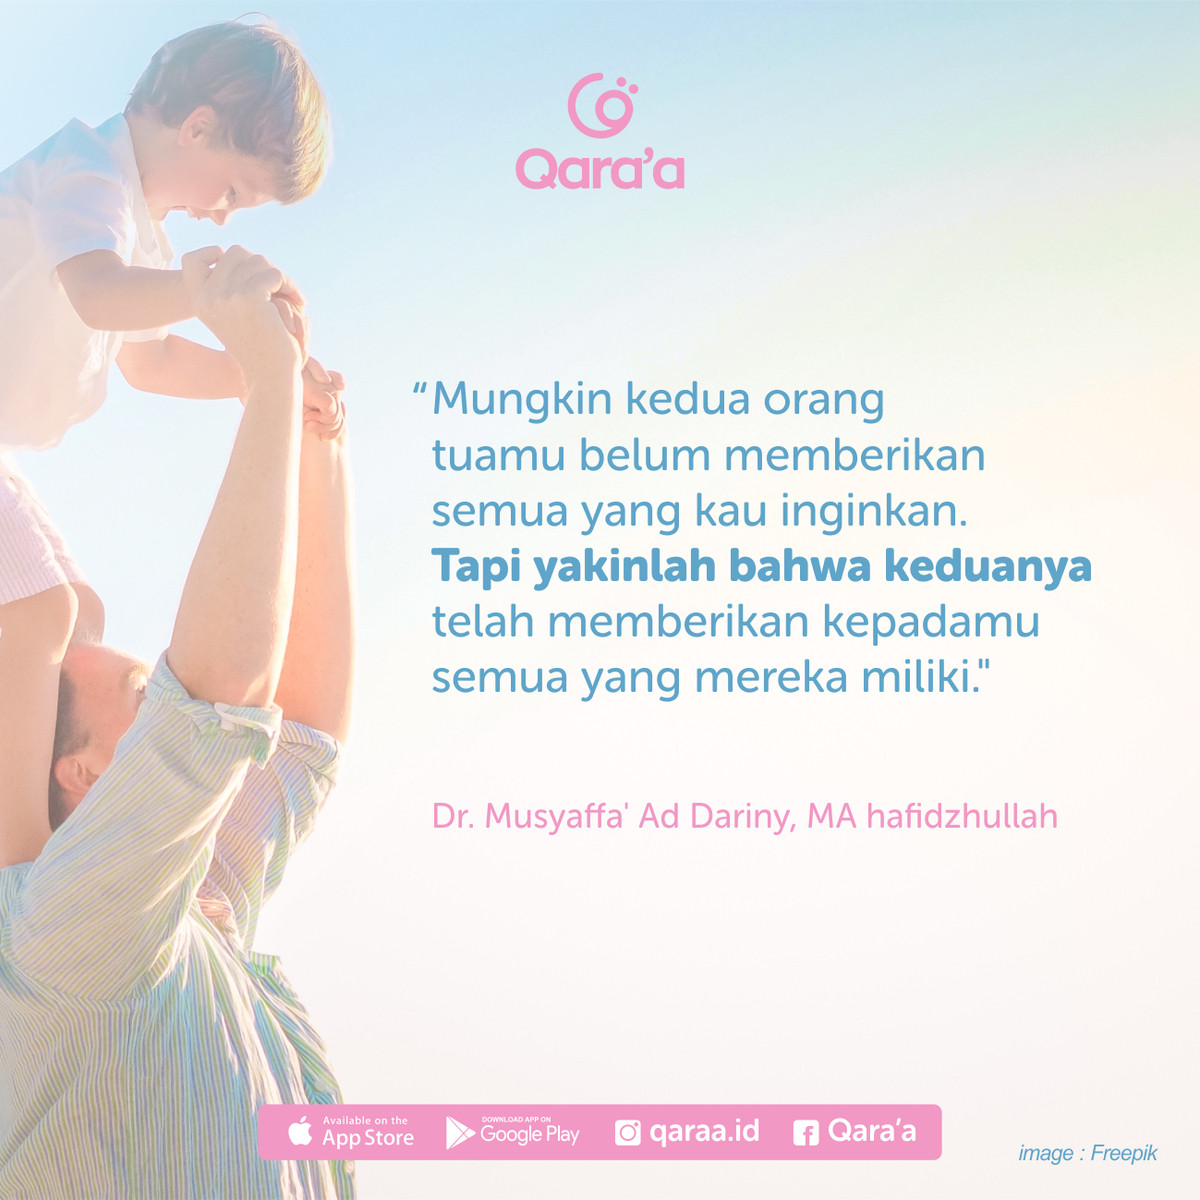 Qara'a
“Mungkin kedua orang
tuamu belum memberikan
semua yang kau inginkan.
Tapi yakinlah bahwa keduanya
telah memberikan kepadamu
semua yang mereka miliki."
Dr. Musyaffa' Ad Dariny, MA hafidzhullah
Available on the
App Store
DOWNLOAD APP ON
Google Play
qaraa.id
Qara'a
image : Freepik